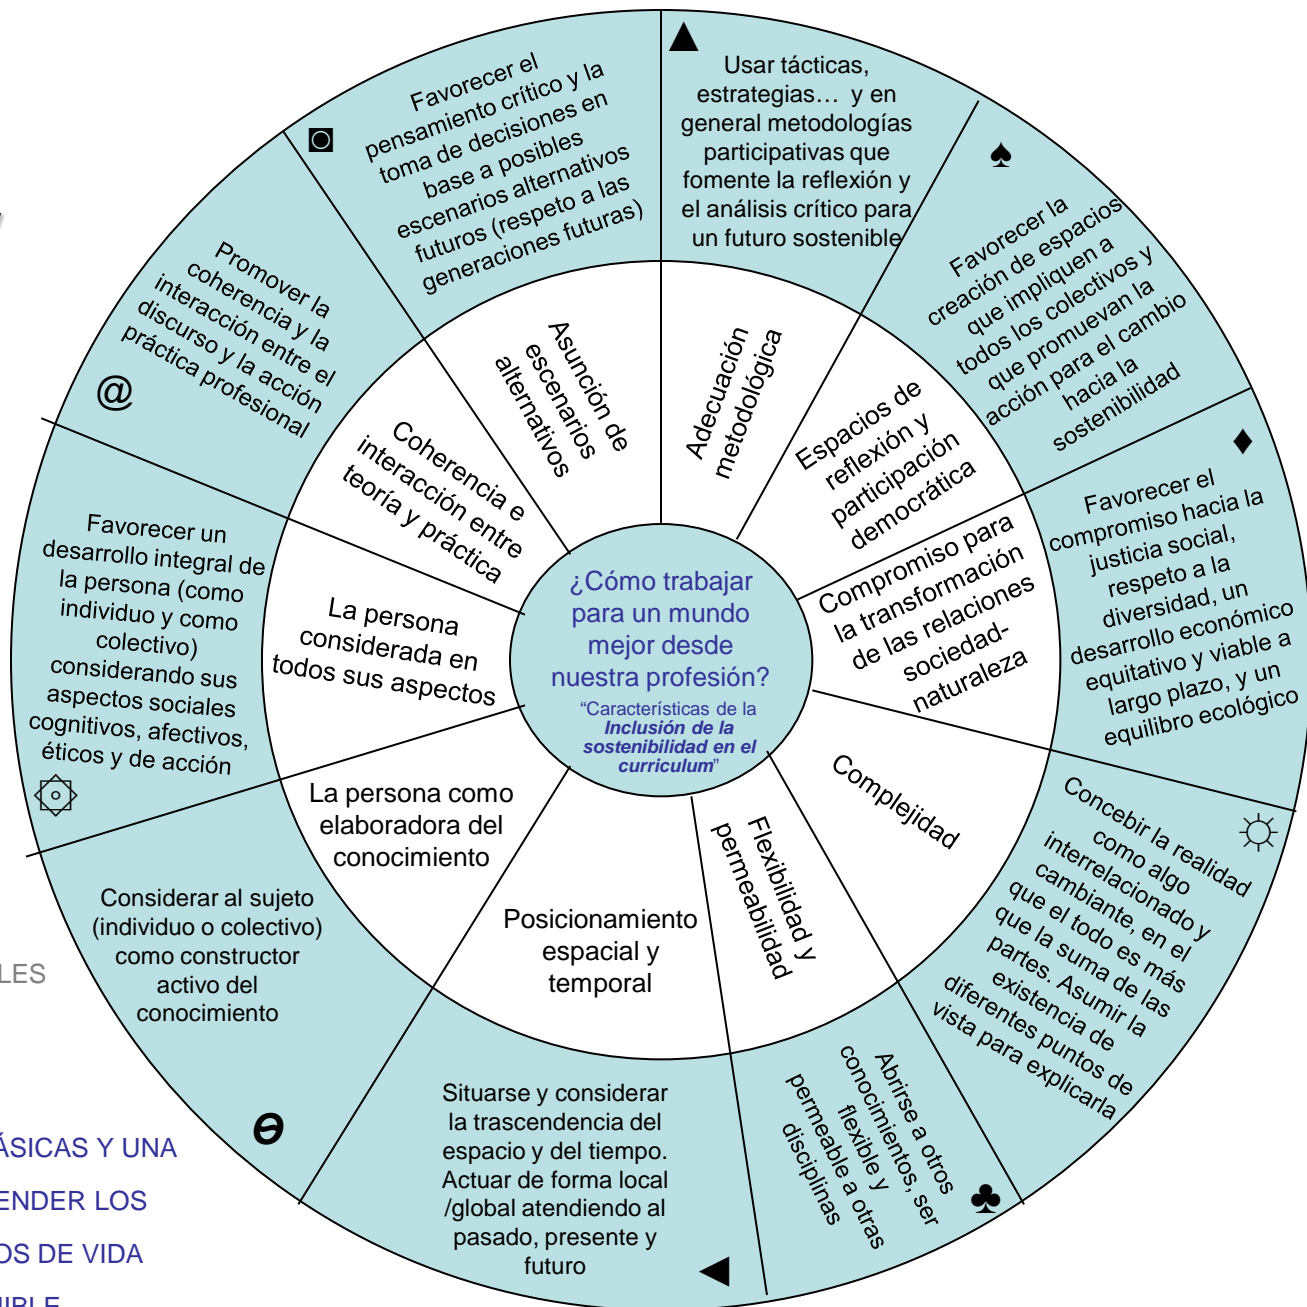 ▲
Usar tácticas,
estrategias… y en
general metodologías
participativas que
fomente la reflexión y
el análisis crítico para
un futuro sostenible
♠
Favorecer la
creación de espacios
que impliquen a
todos los colectivos y
que promuevan la
acción para el cambio
hacia la
sostenibilidad
♦
Favorecer el
compromiso hacia la
justicia social,
respeto a la
diversidad, un
desarrollo económico
equitativo y viable a
largo plazo, y un
equilibro ecológico
☼
Concebir la realidad
como algo
interrelacionado y
cambiante, en el
que el todo es más
que la suma de las
partes. Asumir la
existencia de
diferentes puntos de
vista para explicarla
♣
Abrirse a otros
conocimientos, ser
flexible y
permeable a otras
disciplinas
◄
Situarse y considerar
la trascendencia del
espacio y del tiempo.
Actuar de forma local
/global atendiendo al
pasado, presente y
futuro
ɵ
Considerar al sujeto
(individuo o colectivo)
como constructor
activo del
conocimiento
۞
Favorecer un
desarrollo integral de
la persona (como
individuo y como
colectivo)
considerando sus
aspectos sociales
cognitivos, afectivos,
éticos y de acción
@
Promover la
coherencia y la
interacción entre el
discurso y la acción
práctica profesional
◘
Favorecer el
pensamiento crítico y la
toma de decisiones en
base a posibles
escenarios alternativos
futuros (respeto a las
generaciones futuras)
Adecuación
metodológica
Espacios de
reflexión y
participación
democrática
Compromiso para
la transformación
de las relaciones
sociedad-
naturaleza
Complejidad
Flexibilidad y
permeabilidad
Posicionamiento
espacial y
temporal
La persona como
elaboradora del
conocimiento
La persona
considerada en
todos sus aspectos
Coherencia e
interacción entre
teoría y práctica
Asunción de
escenarios
alternativos
¿Cómo trabajar
para un mundo
mejor desde
nuestra profesión?
“Características de la
Inclusión de la
sostenibilidad en el
curriculum”
LES
ÁSICAS Y UNA
ENDER LOS
OS DE VIDA
NIBLE